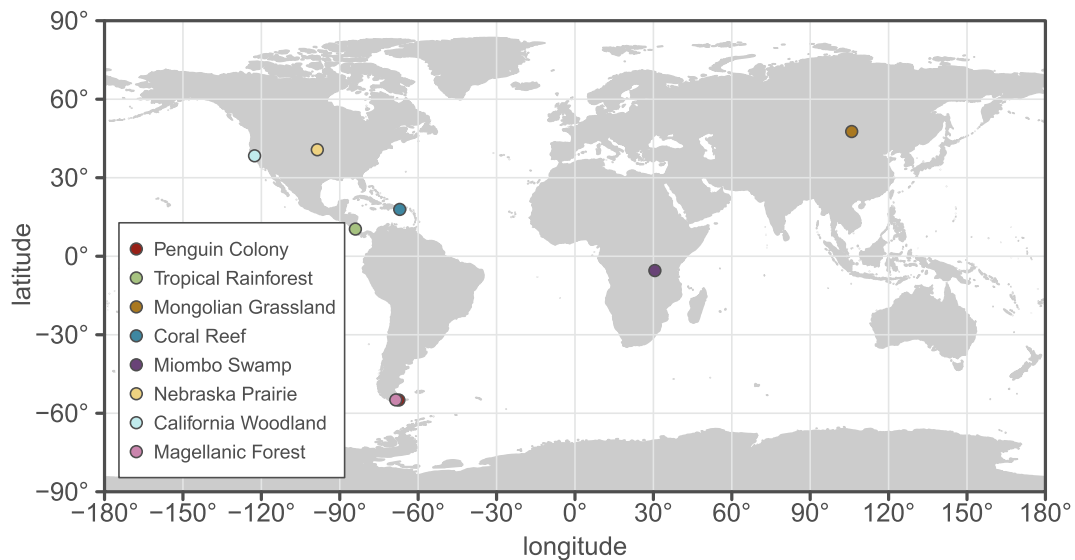 90°
60°
30°
0°
−30°
−60°
−90°
latitude
Penguin Colony
Tropical Rainforest
Mongolian Grassland
Coral Reef
Miombo Swamp
Nebraska Prairie
California Woodland
Magellanic Forest
−180° −150° −120° −90° −60° −30° 0° 30° 60° 90° 120° 150° 180°
longitude